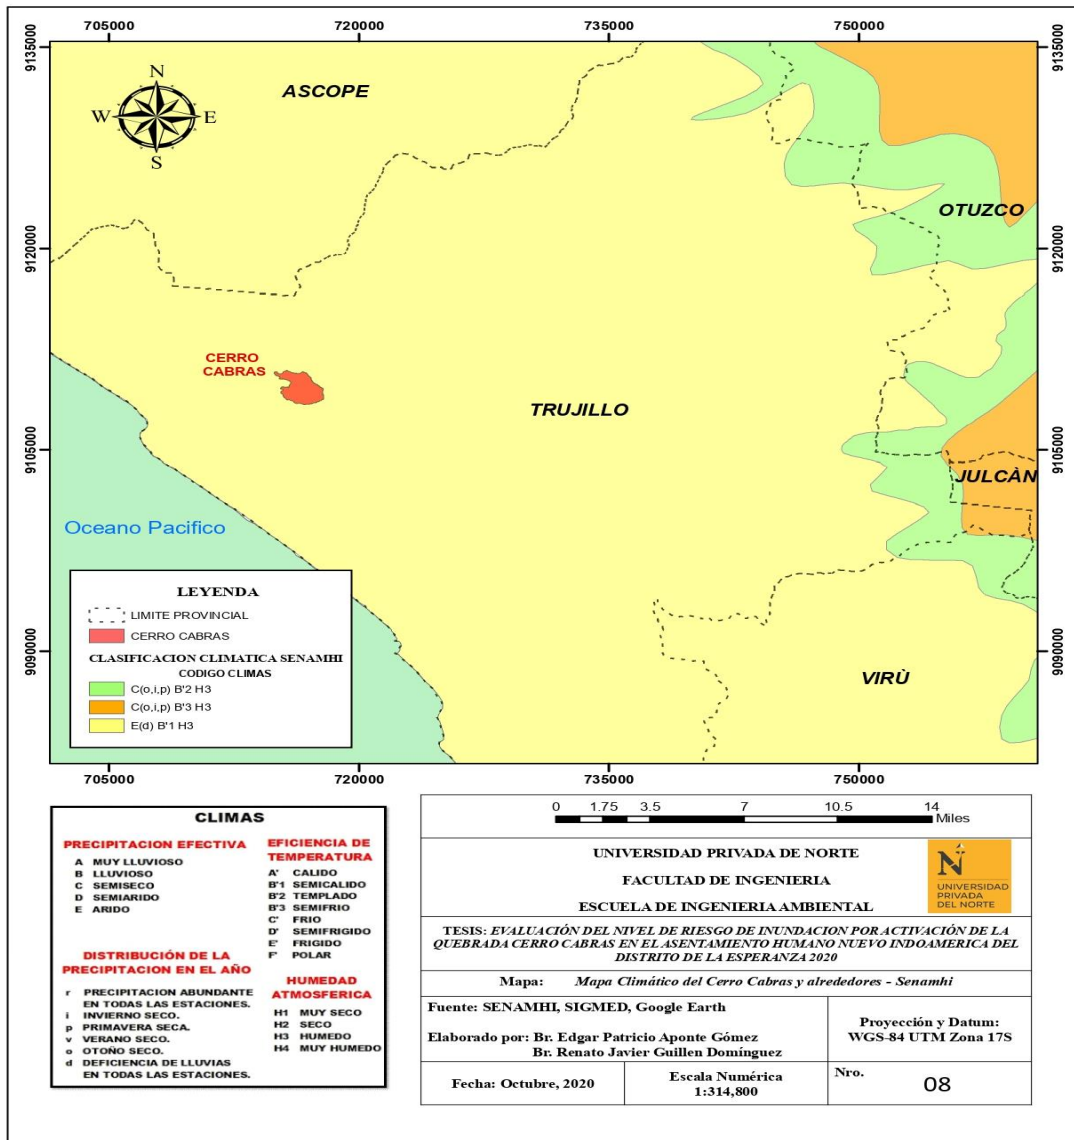 705000 720000 735000 750000
9135000 9135000
N
W E
S
ASCOPE
OTUZCO
9120000 9120000
CERRO
CABRAS
TRUJILLO
9105000 9105000
JULCÀN
Oceano Pacifico
VIRÙ
9090000 9090000
LEYENDA
LIMITE PROVINCIAL
CERRO CABRAS
CLASIFICACION CLIMATICA SENAMHI
CODIGO CLIMAS
C(o,i,p) B'2 H3
C(o,i,p) B'3 H3
E(d) B'1 H3
705000 720000 735000 750000
CLIMAS
PRECIPITACION EFECTIVA
A MUY LLUVIOSO
B LLUVIOSO
C SEMISECO
D SEMIARIDO
E ARIDO
EFICIENCIA DE
TEMPERATURA
A' CALIDO
B'1 SEMICALIDO
B'2 TEMPLADO
B'3 SEMIFRIO
C' FRIO
D' SEMIFRIGIDO
E' FRIGIDO
F' POLAR
DISTRIBUCIÓN DE LA
PRECIPITACION EN EL AÑO
r PRECIPITACION ABUNDANTE
EN TODAS LAS ESTACIONES.
i INVIERNO SECO.
p PRIMAVERA SECA.
v VERANO SECO.
o OTOÑO SECO.
d DEFICIENCIA DE LLUVIAS
EN TODAS LAS ESTACIONES.
HUMEDAD
ATMOSFERICA
H1 MUY SECO
H2 SECO
H3 HUMEDO
H4 MUY HUMEDO
0 1.75 3.5 7 10.5 14
Miles
UNIVERSIDAD PRIVADA DE NORTE
FACULTAD DE INGENIERIA
ESCUELA DE INGENIERIA AMBIENTAL
N
UNIVERSIDAD
PRIVADA
DEL NORTE
TESIS: EVALUACIÓN DEL NIVEL DE RIESGO DE INUNDACION POR ACTIVACIÓN DE LA
QUEBRADA CERRO CABRAS EN EL ASENTAMIENTO HUMANO NUEVO INDOAMERICA DEL
DISTRITO DE LA ESPERANZA 2020
Mapa: Mapa Climático del Cerro Cabras y alrededores - Senamhi
Fuente: SENAMHI, SIGMED, Google Earth
Elaborado por: Br. Edgar Patricio Aponte Gómez
Br. Renato Javier Guillen Domínguez
Proyección y Datum:
WGS-84 UTM Zona 17S
Fecha: Octubre, 2020
Escala Numérica
1:314,800
Nro.
08